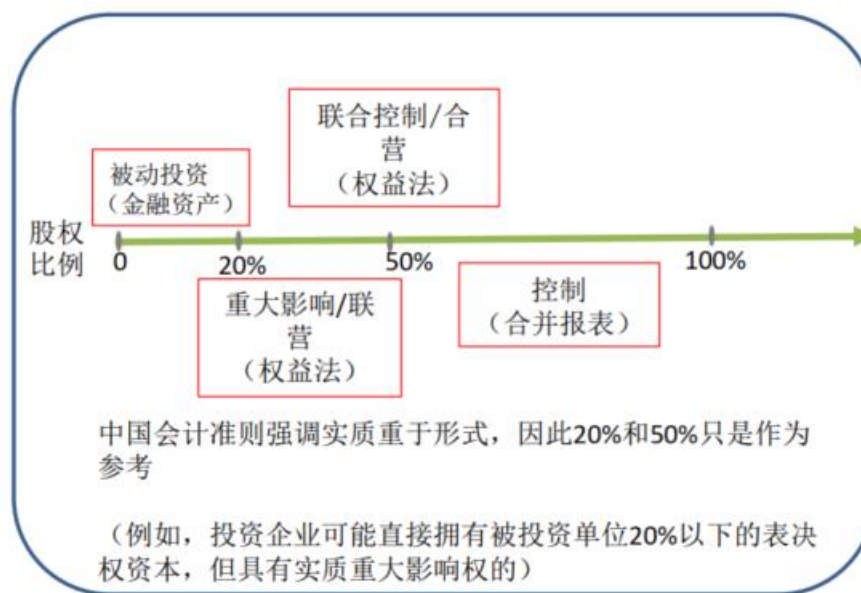 联合控制/合
营
（权益法）
被动投资
（金融资产）
股权
比例
0
20%
50%
100%
重大影响/联
营
（权益法）
控制
（合并报表）
中国会计准则强调实质重于形式，因此20%和50%只是作为
参考
（例如，投资企业可能直接拥有被投资单位20%以下的表决
权资本，但具有实质重大影响权的）